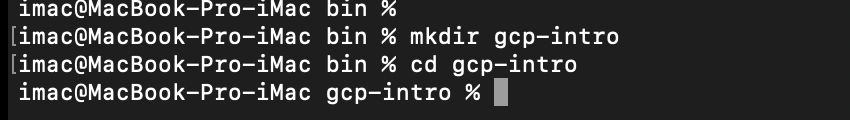 imac@MacBook-Pro-iMac bin %
[imac@MacBook-Pro-iMac bin % mkdir gcp-intro
[imac@MacBook-Pro-iMac bin % cd gcp-intro
imac@MacBook-Pro-iMac gcp-intro %